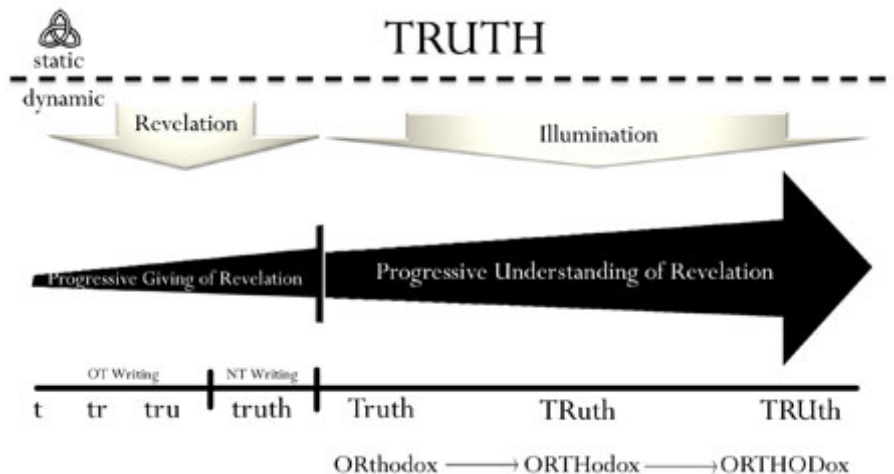 TRUTH
static
dynamic
Revelation
Illumination
Progressive Giving of Revelation
Progressive Understanding of Revelation
OT Writing NT Writing
t tr tru truth Truth TRuth TRUth
ORthodox ORTHodox ORTHODox